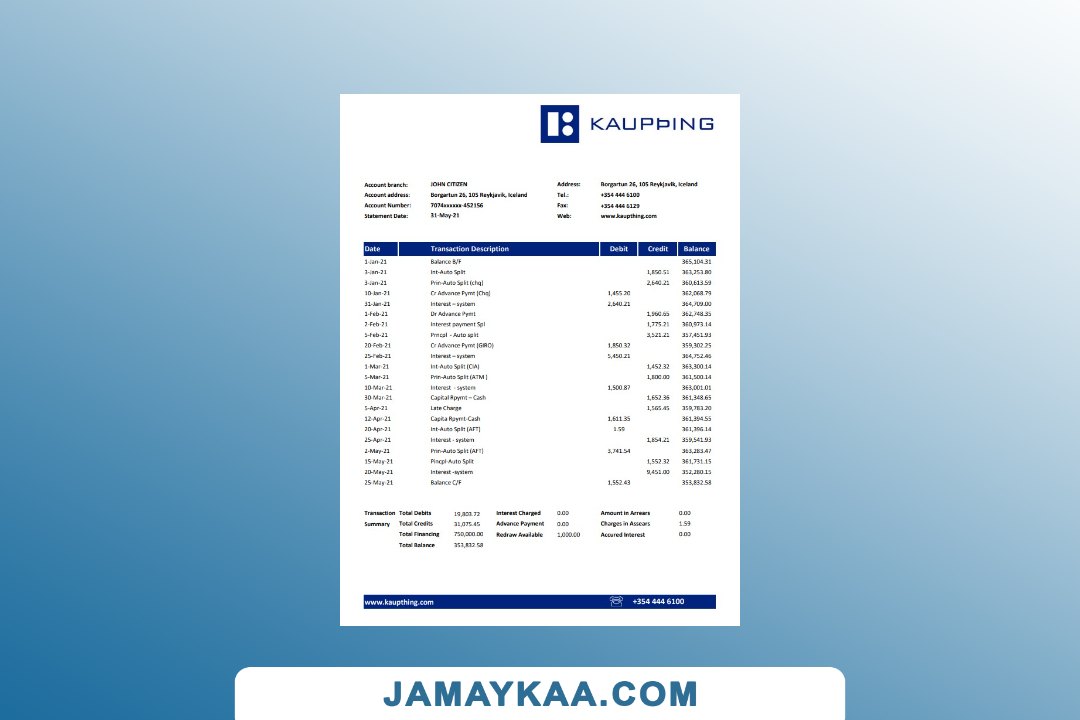 KAUPÞING
Account branch: JOHN CITIZEN Address: Borgartun 26, 105 Reykjavik, Iceland
Account address: Borgartun 26, 105 Reykjavik, Iceland Tel.: +354 444 6100
Account Number: 7074xxxxxx-452156 Fax: +354 444 6129
Statement Date: 31-May-21 Web: www.kaupthing.com
Date Transaction Description Debit Credit Balance
1-Jan-21 Balance B/F 365,104.31
3-Jan-21 Int-Auto Split 1,850.51 363,253.80
3-Jan-21 Prin-Auto Split (chq) 2,640.21 360,613.59
10-Jan-21 Cr Advance Pymt (Chq) 1,455.20 362,068.79
31-Jan-21 Interest – system 2,640.21 364,709.00
1-Feb-21 Dr Advance Pymt 1,960.65 362,748.35
2-Feb-21 Interest payment Spl 1,775.21 360,973.14
5-Feb-21 Prncpl - Auto split 3,521.21 357,451.93
20-Feb-21 Cr Advance Pymt (GIRO) 1,850.32 359,302.25
25-Feb-21 Interest – system 5,450.21 364,752.46
1-Mar-21 Int-Auto Split (CIA) 1,452.32 363,300.14
5-Mar-21 Prin-Auto Split (ATM ) 1,800.00 361,500.14
10-Mar-21 Interest - system 1,500.87 363,001.01
30-Mar-21 Capital Rpymt – Cash 1,652.36 361,348.65
5-Apr-21 Late Charge 1,565.45 359,783.20
12-Apr-21 Capita Rpymt-Cash 1,611.35 361,394.55
20-Apr-21 Int-Auto Split (AFT) 1.59 361,396.14
25-Apr-21 Interest - system 1,854.21 359,541.93
2-May-21 Prin-Auto Split (AFT) 3,741.54 363,283.47
15-May-21 Pincpl-Auto Split 1,552.32 361,731.15
20-May-21 Interest -system 9,451.00 352,280.15
25-May-21 Balance C/F 1,552.43 353,832.58
Transaction Total Debits 19,803.72 Interest Charged 0.00 Amount in Arrears 0.00
Summary Total Credits 31,075.45 Advance Payment 0.00 Charges in Assears 1.59
Total Financing 750,000.00 Redraw Available 1,000.00 Accured Interest 0.00
Total Balance 353,832.58
www.kaupthing.com +354 444 6100
JAMAYKAA.COM